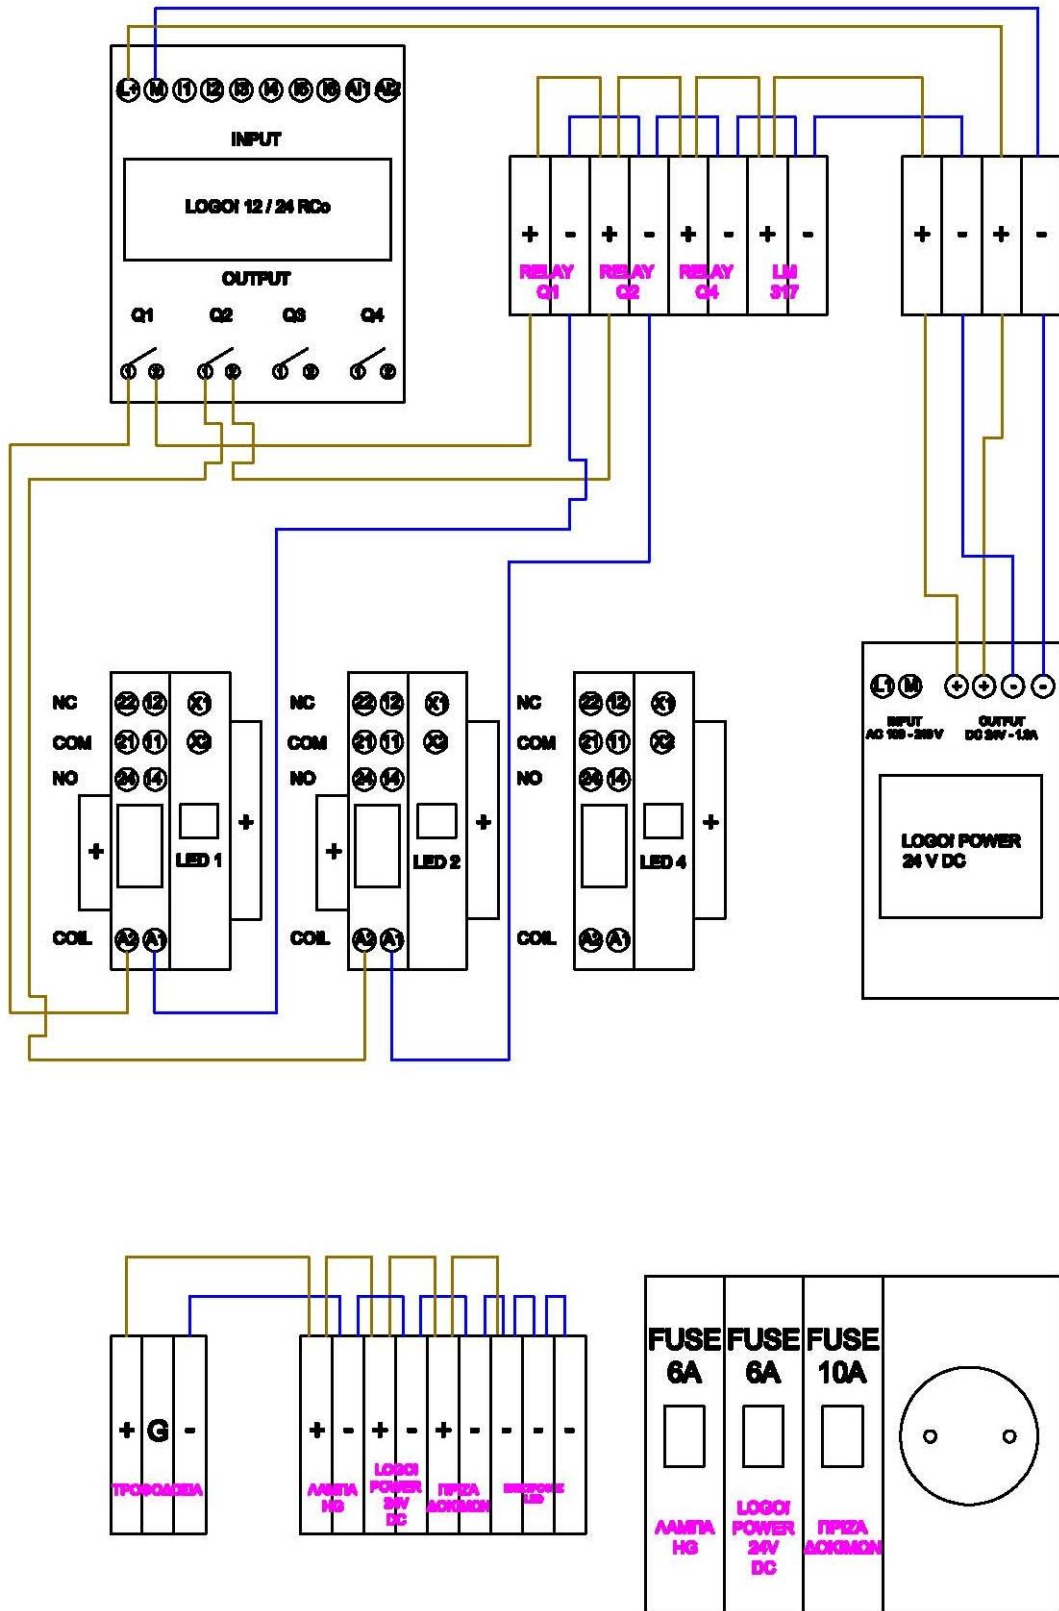 L+ M I1 I2 I3 I4 I5 I6 AI1 AI2
INPUT
LOGO! 12 / 24 RCo
OUTPUT
Q1 Q2 Q3 Q4
1 2 1 2 1 2 1 2
+ - + - + - + -
RELAY Q1
RELAY Q2
RELAY Q4
LM 317
+ - + -
NC 22 12 X1
COM 21 11 X2
NO 24 14
+ +
LED 1
COIL A2 A1
NC 22 12 X1
COM 21 11 X2
NO 24 14
+ +
LED 2
COIL A2 A1
NC 22 12 X1
COM 21 11 X2
NO 24 14
+
LED 4
COIL A2 A1
L1 M + + - -
INPUT OUTPUT
AC 100 - 240 V DC 24V - 1.3A
LOGO! POWER
24 V DC
+ G -
ΤΡΟΦΟΔΟΣΙΑ
+ - + - + - - - -
ΛΑΜΠΑ
HG
LOGO!
POWER
24V
DC
ΠΡΙΖΑ
ΔΟΚΙΜΩΝ
LED
FUSE
6A
ΛΑΜΠΑ
HG
FUSE
6A
LOGO!
POWER
24V
DC
FUSE
10A
ΠΡΙΖΑ
ΔΟΚΙΜΩΝ